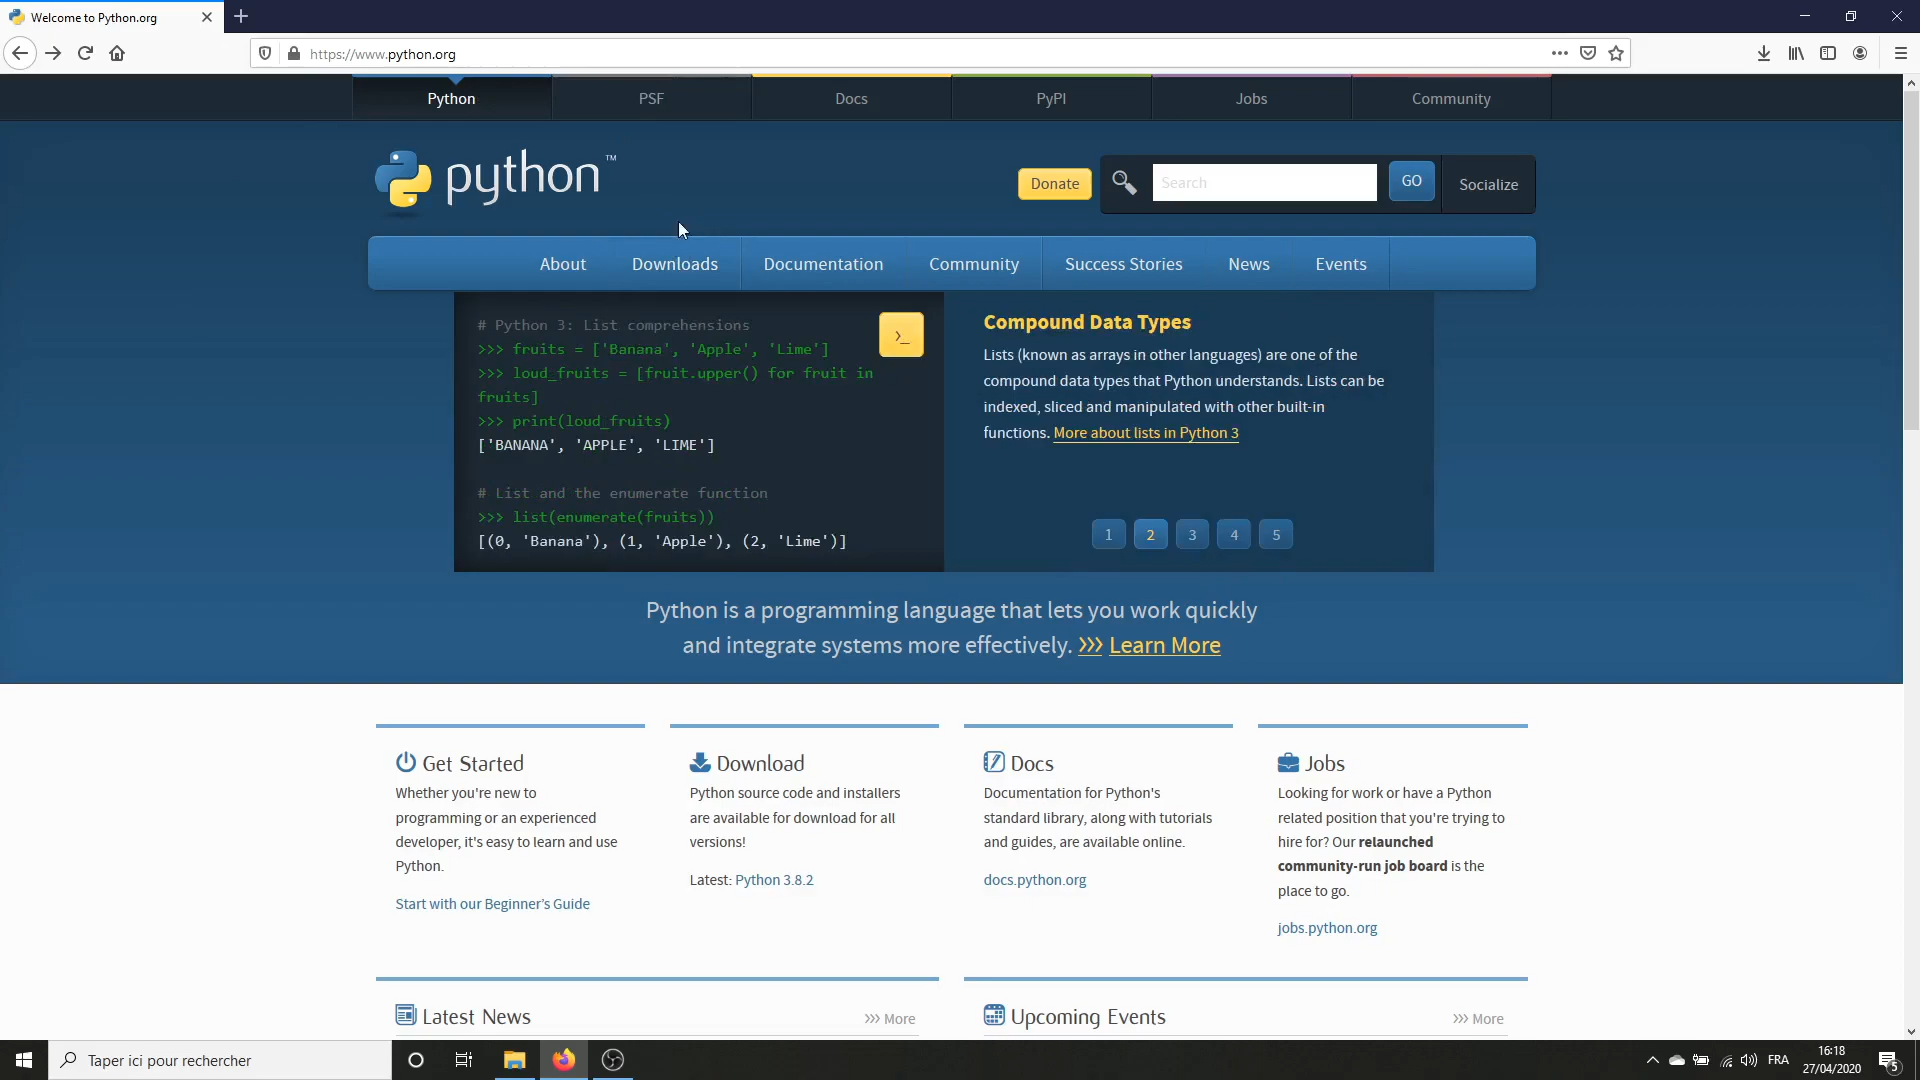 Welcome to Python.org
https://www.python.org
Python
PSF
Docs
PyPI
Jobs
Community
python™
Donate
Search
GO
Socialize
About
Downloads
Documentation
Community
Success Stories
News
Events
# Python 3: List comprehensions
>>> fruits = ['Banana', 'Apple', 'Lime']
>>> loud_fruits = [fruit.upper() for fruit in
fruits]
>>> print(loud_fruits)
['BANANA', 'APPLE', 'LIME']
# List and the enumerate function
>>> list(enumerate(fruits))
[(0, 'Banana'), (1, 'Apple'), (2, 'Lime')]
>_
Compound Data Types
Lists (known as arrays in other languages) are one of the
compound data types that Python understands. Lists can be
indexed, sliced and manipulated with other built-in
functions. More about lists in Python 3
1 2 3 4 5
Python is a programming language that lets you work quickly
and integrate systems more effectively. >>> Learn More
Get Started
Whether you're new to
programming or an experienced
developer, it's easy to learn and use
Python.
Start with our Beginner’s Guide
Download
Python source code and installers
are available for download for all
versions!
Latest: Python 3.8.2
Docs
Documentation for Python's
standard library, along with tutorials
and guides, are available online.
docs.python.org
Jobs
Looking for work or have a Python
related position that you're trying to
hire for? Our relaunched
community-run job board is the
place to go.
jobs.python.org
Latest News
>>> More
Upcoming Events
>>> More
Taper ici pour rechercher
FRA
16:18
27/04/2020
5